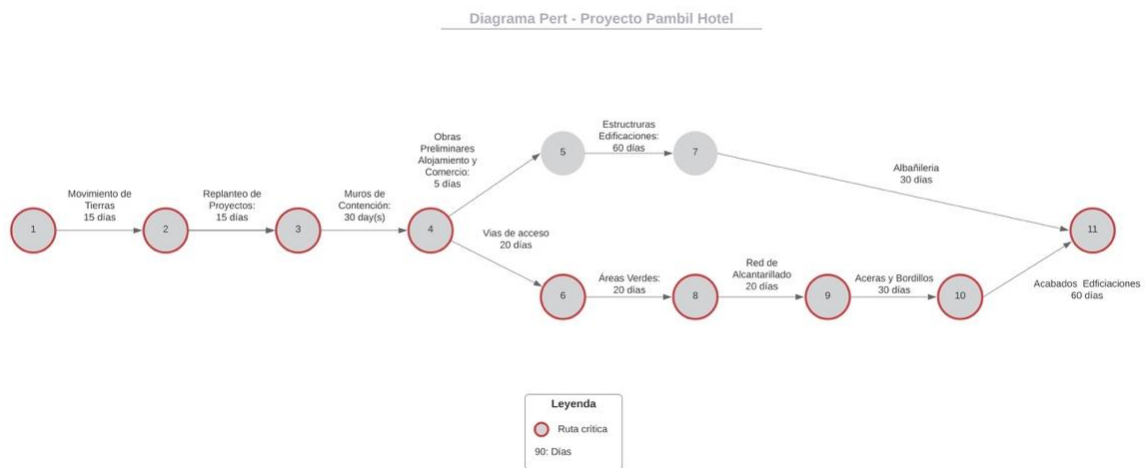 Diagrama Pert - Proyecto Pambil Hotel
Obras
Preliminares
Alojamiento y
Comercio:
5 días
Estructuras
Edificaciones:
60 días
5
7
Albañileria
30 días
Movimiento de
Tierras
15 días
Replanteo de
Proyectos:
15 días
Muros de
Contención:
30 day(s)
1
2
3
4
11
Vias de acceso
20 días
Áreas Verdes:
20 días
Red de
Alcantarillado
20 días
Aceras y Bordillos
30 días
Acabados Edficiaciones
60 días
6
8
9
10
Leyenda
Ruta crítica
90: Días